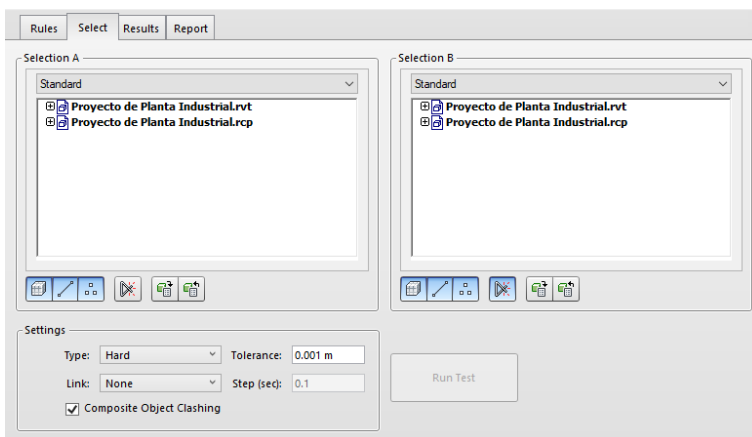 Rules Select Results Report
Selection A
Standard
Proyecto de Planta Industrial.rvt
Proyecto de Planta Industrial.rcp
Selection B
Standard
Proyecto de Planta Industrial.rvt
Proyecto de Planta Industrial.rcp
Settings
Type: Hard Tolerance: 0.001 m
Link: None Step (sec): 0.1
Composite Object Clashing
Run Test